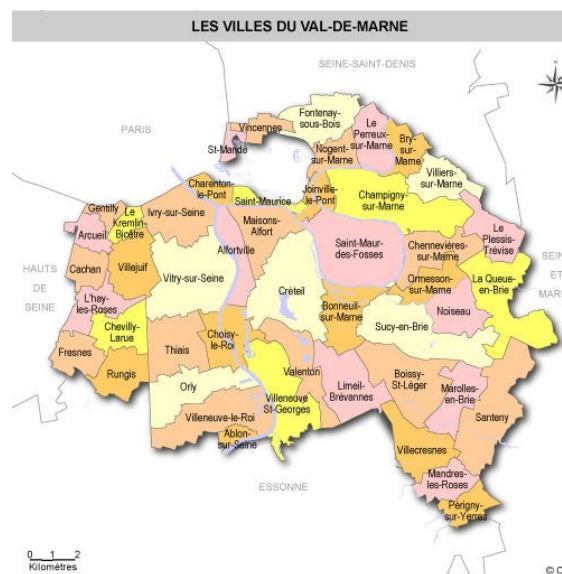 LES VILLES DU VAL-DE-MARNE
SEINE-SAINT-DENIS
PARIS
Fontenay-
sous-Bois
Vincennes
Le
Perreux-
sur-Marne
St-Mandé
Nogent-
sur-Marne
Bry-
sur-
Marne
Villiers-
sur-Marne
Charenton-
le-Pont
Saint-Maurice
Joinville-
le-Pont
Champigny-
sur-Marne
Gentilly
Le
Kremlin-
Bicêtre
Ivry-sur-Seine
Maisons-
Alfort
Le
Plessis-
Trévise
Arcueil
Alfortville
Saint-Maur-
des-Fosses
Chennevières-
sur-Marne
Cachan
Villejuif
Vitry-sur-Seine
Créteil
Ormesson-
sur-Marne
La Queue-
en-Brie
HAUTS
DE
SEINE
SEINE
ET
L'hay-
les-Roses
Bonneuil-
sur-Marne
Noiseau
Chevilly-
Larue
Choisy-
le-Roi
Sucy-en-Brie
Fresnes
Thiais
Rungis
Valenton
Limeil-
Brévannes
Boissy-
St-Léger
Marolles-
en-Brie
Orly
Villeneuve
St-Georges
Santeny
Villeneuve-le-Roi
Ablon-
sur-Seine
Villecresnes
Mandres-
les-Roses
Périgny-
sur-Yerres
ESSONNE
0 1 2
Kilomètres